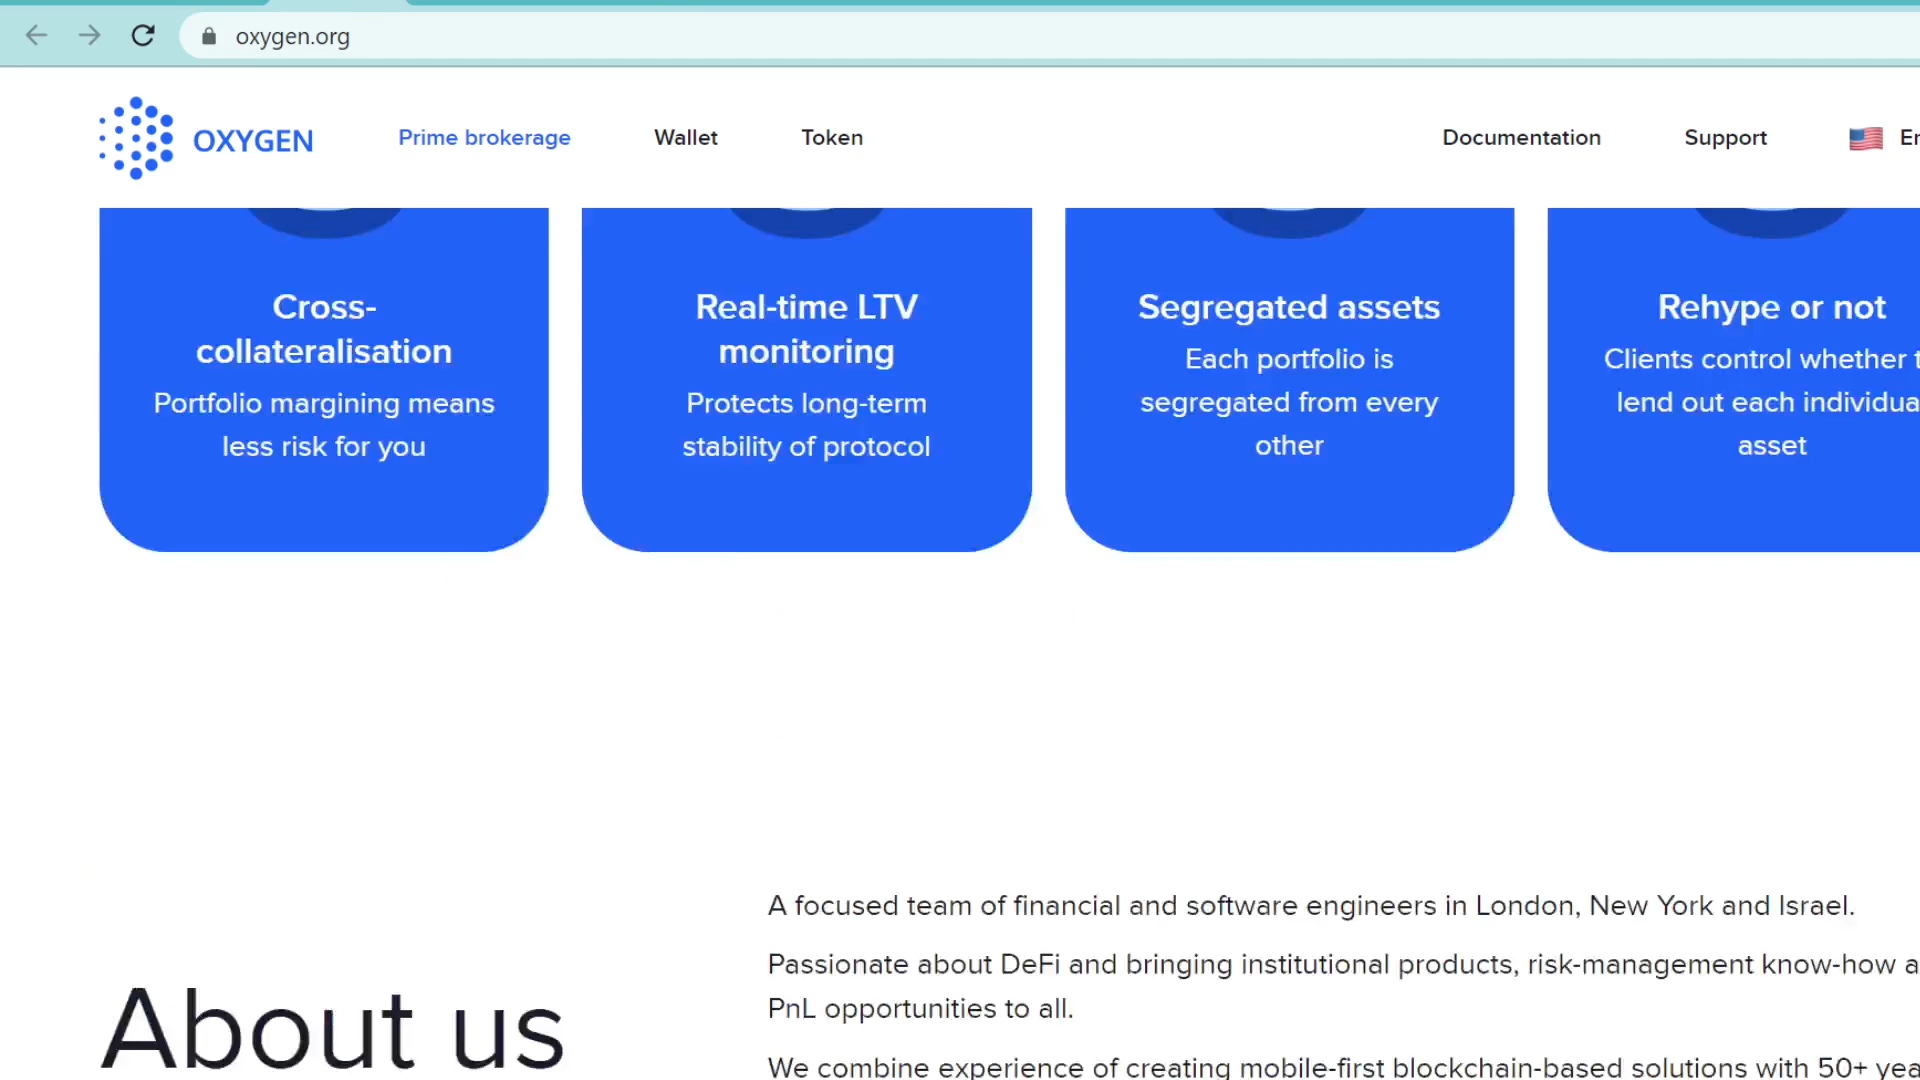 oxygen.org
OXYGEN
Prime brokerage
Wallet
Token
Documentation
Support
Cross-
collateralisation
Portfolio margining means
less risk for you
Real-time LTV
monitoring
Protects long-term
stability of protocol
Segregated assets
Each portfolio is
segregated from every
other
Rehype or not
Clients control whether
lend out each
asset
About us
A focused team of financial and software engineers in London, New York and Israel.
Passionate about DeFi and bringing institutional products, risk-management know-how
PnL opportunities to all.
We combine experience of creating mobile-first blockchain-based solutions with 50+